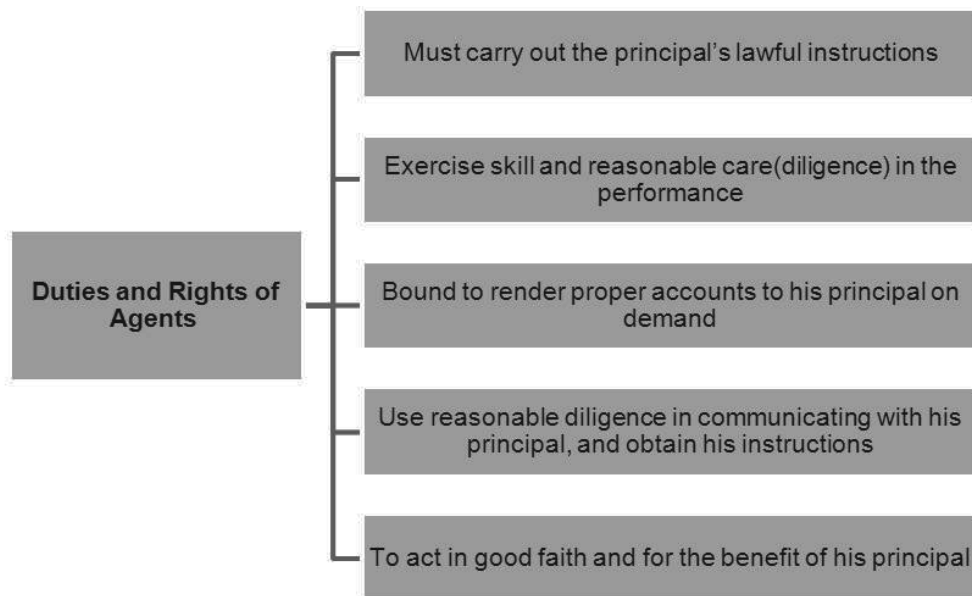 Must carry out the principal's lawful instructions
Exercise skill and reasonable care(diligence) in the
performance
Duties and Rights of
Agents
Bound to render proper accounts to his principal on
demand
Use reasonable diligence in communicating with his
principal, and obtain his instructions
To act in good faith and for the benefit of his principal